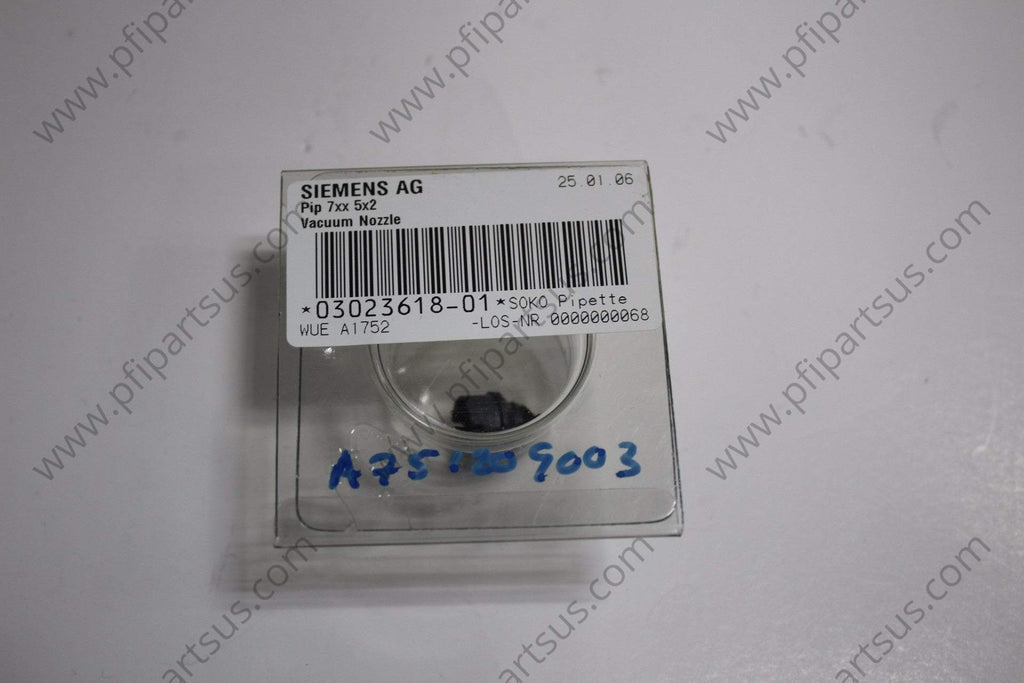 SIEMENS AG 25.01.06
Pip 7xx 5x2
Vacuum Nozzle
*03023618-01*SOKO Pipette
WUE A1752 -LOS-NR 0000000068
www.pfipartsus.com